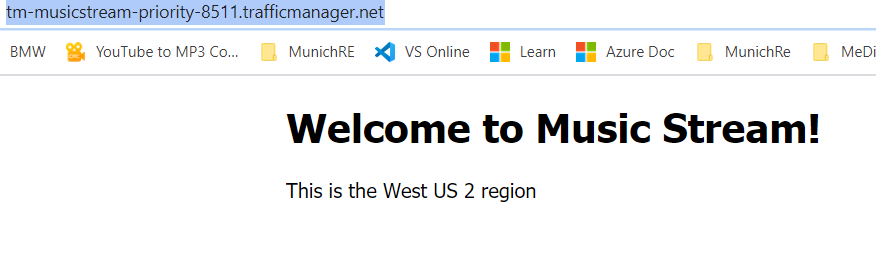 tm-musicstream-priority-8511.trafficmanager.net
BMW YouTube to MP3 Co... MunichRE VS Online Learn Azure Doc MunichRe MeDi
Welcome to Music Stream!
This is the West US 2 region